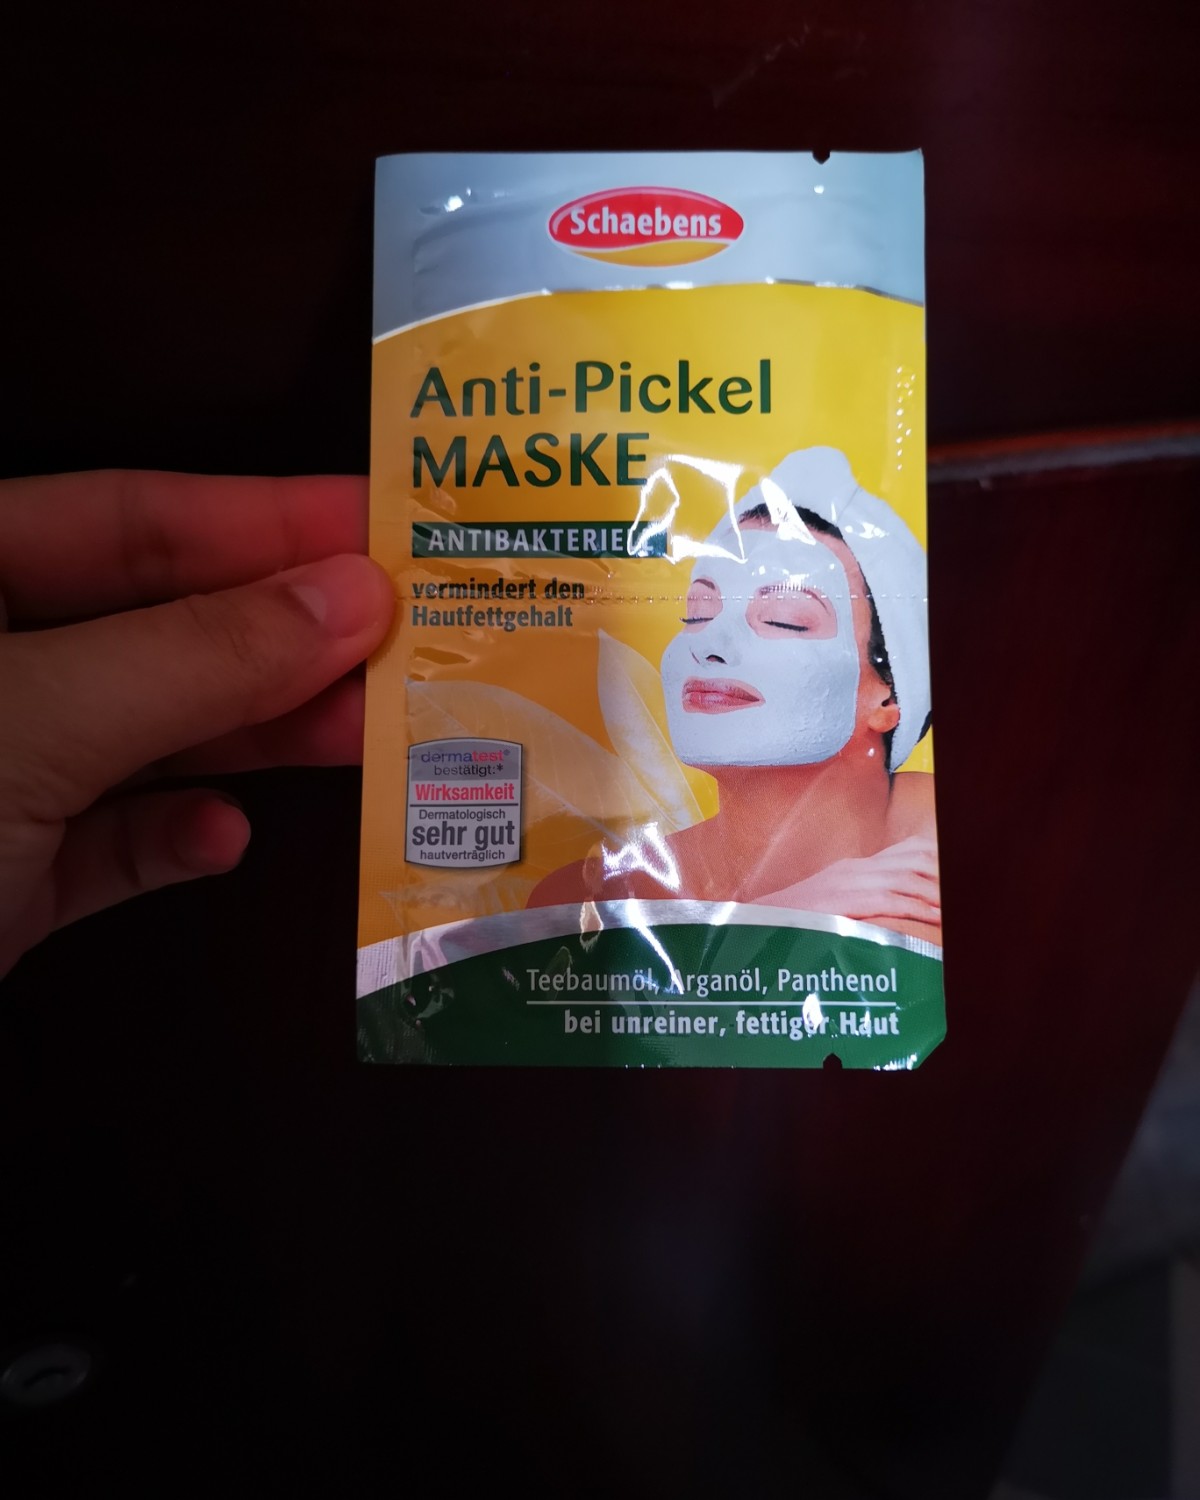 Schaebens
Anti-Pickel
MASKE
ANTIBAKTERIELL
vermindert den
Hautfettgehalt
dermatest®
bestätigt:*
Wirksamkeit
Dermatologisch
sehr gut
hautverträglich
Teebaumöl, Arganöl, Panthenol
bei unreiner, fettiger Haut